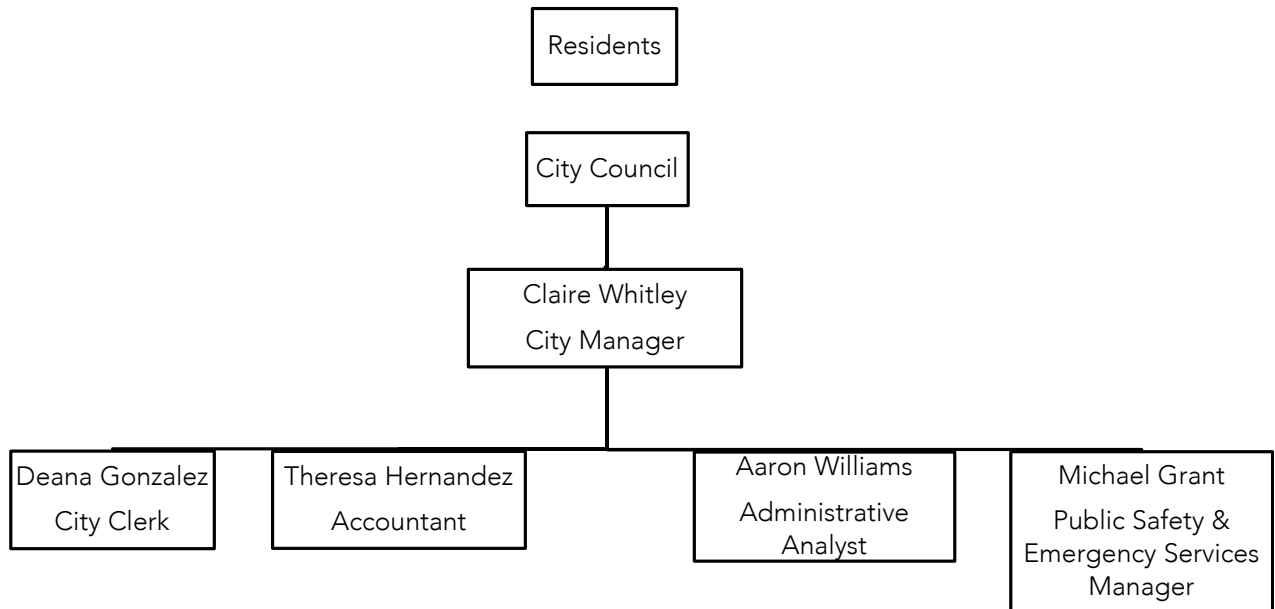 Residents
City Council
Claire Whitley
City Manager
Deana Gonzalez
City Clerk
Theresa Hernandez
Accountant
Aaron Williams
Administrative
Analyst
Michael Grant
Public Safety &
Emergency Services
Manager